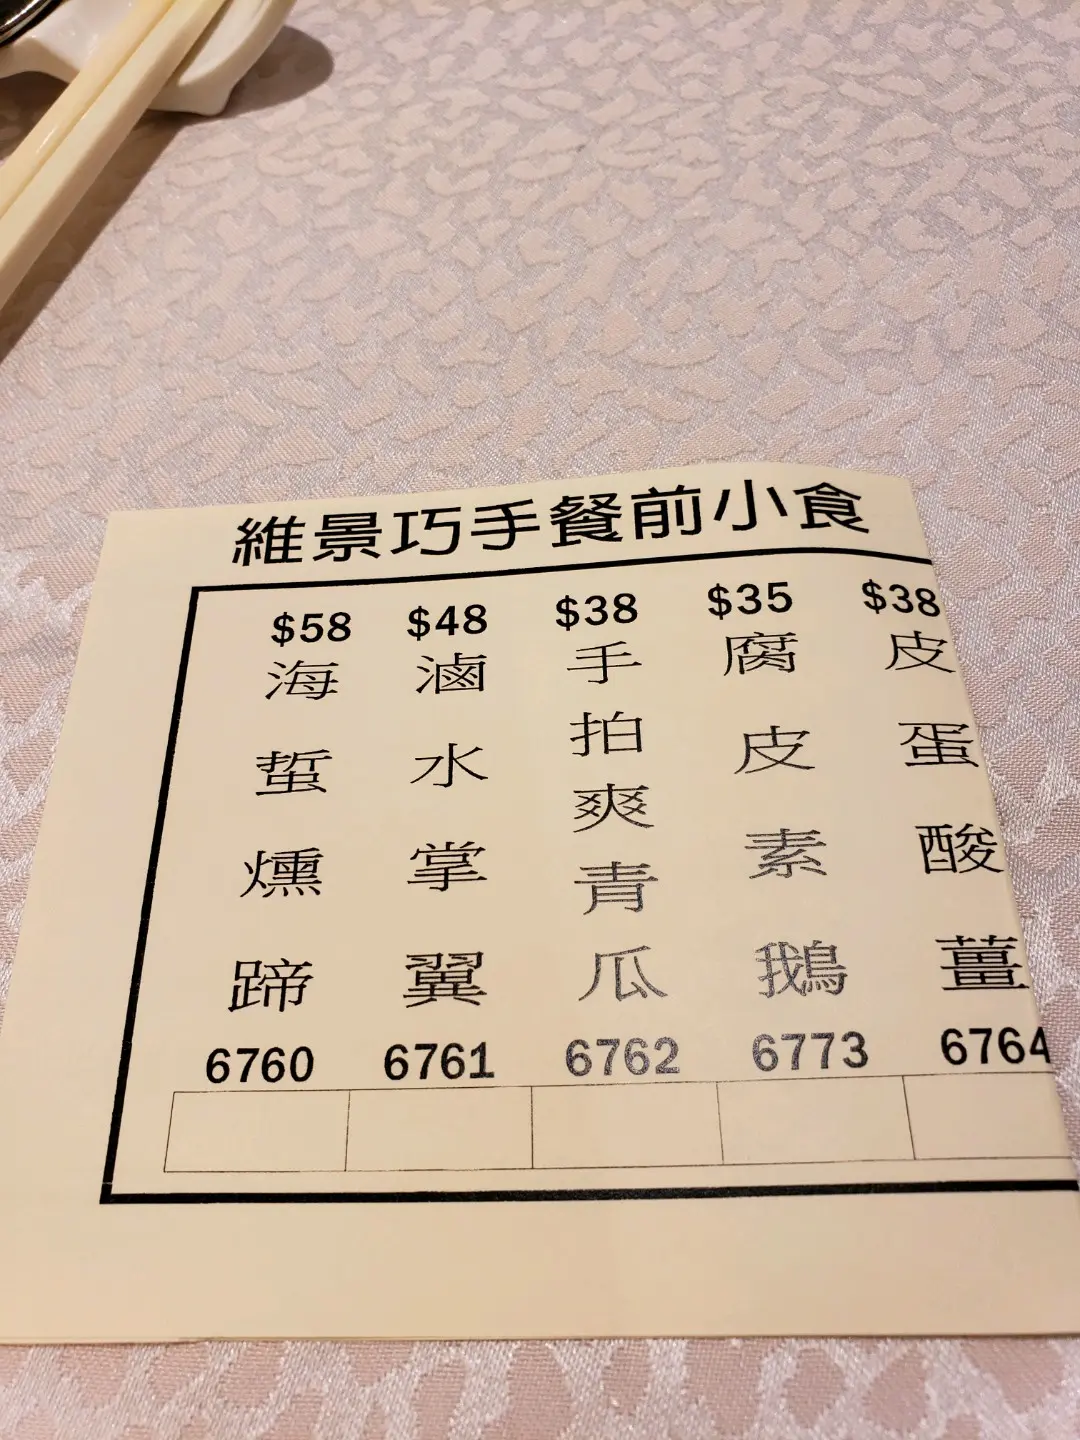 維景巧手餐前小食
$58
海蜇燻蹄
6760
$48
滷水掌翼
6761
$38
手拍爽青瓜
6762
$35
腐皮素鵝
6773
$38
皮蛋酸薑
6764